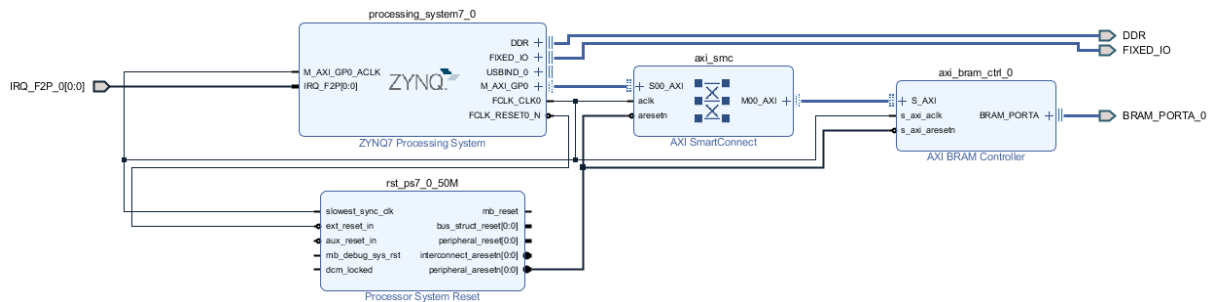 processing_system7_0
DDR
FIXED_IO
USBIND_0
M_AXI_GP0
FCLK_CLK0
FCLK_RESET0_N
M_AXI_GP0_ACLK
IRQ_F2P[0:0]
ZYNQ
ZYNQ7 Processing System
IRQ_F2P_0[0:0]
axi_smc
S00_AXI
aclk
aresetn
M00_AXI
AXI SmartConnect
axi_bram_ctrl_0
S_AXI
s_axi_aclk
s_axi_aresetn
BRAM_PORTA
AXI BRAM Controller
DDR
FIXED_IO
BRAM_PORTA_0
rst_ps7_0_50M
slowest_sync_clk
ext_reset_in
aux_reset_in
mb_debug_sys_rst
dcm_locked
mb_reset
bus_struct_reset[0:0]
peripheral_reset[0:0]
interconnect_aresetn[0:0]
peripheral_aresetn[0:0]
Processor System Reset